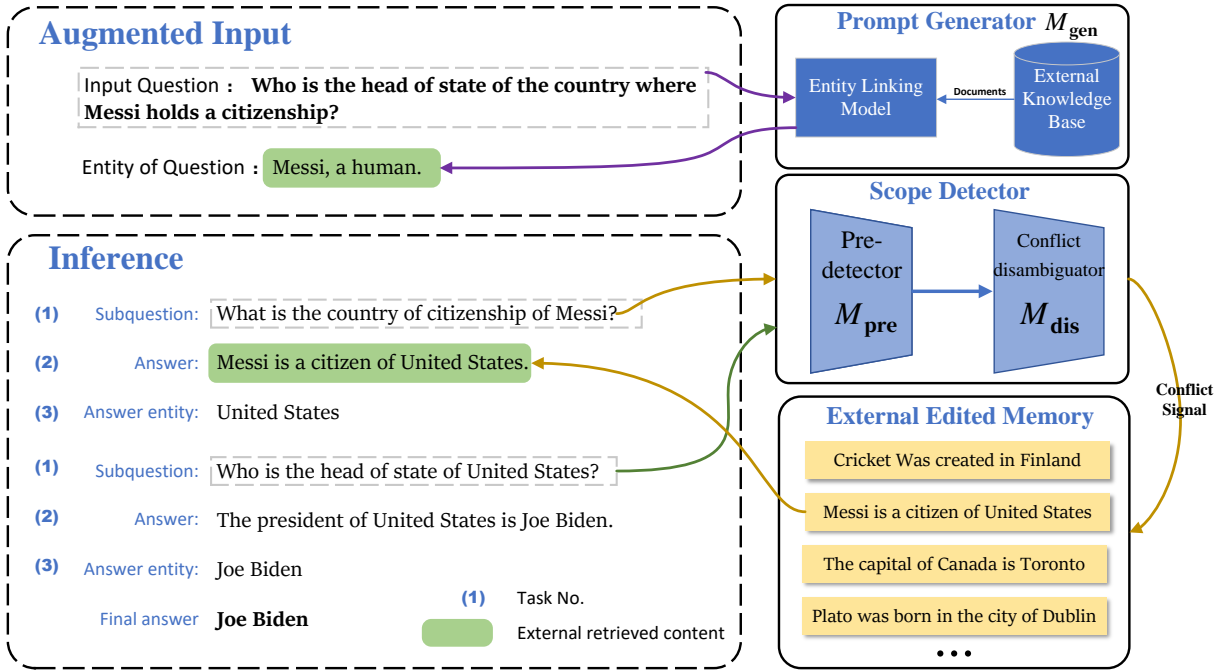 Augmented Input
Input Question : Who is the head of state of the country where
Messi holds a citizenship?
Entity of Question : Messi, a human.
Prompt Generator M gen
Entity Linking
Model
Documents
External
Knowledge
Base
Scope Detector
Pre-
detector
M pre
Conflict
disambiguator
M dis
Conflict
Signal
Inference
(1) Subquestion: What is the country of citizenship of Messi?
(2) Answer: Messi is a citizen of United States.
(3) Answer entity: United States
(1) Subquestion: Who is the head of state of United States?
(2) Answer: The president of United States is Joe Biden.
(3) Answer entity: Joe Biden
Final answer Joe Biden
(1) Task No.
External retrieved content
External Edited Memory
Cricket Was created in Finland
Messi is a citizen of United States
The capital of Canada is Toronto
Plato was born in the city of Dublin
•••